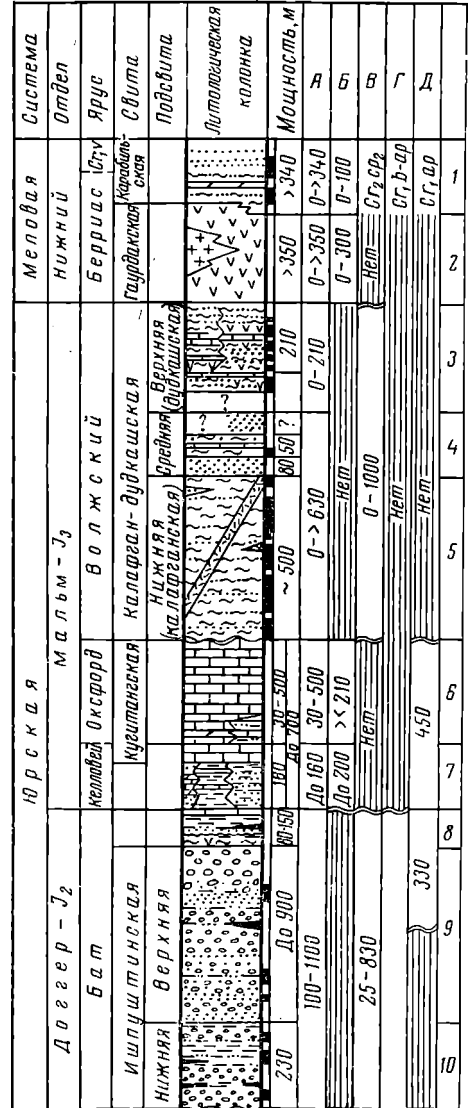 Система
Отдел
Ярус
Свита
Подсвита
Литологическая
колонка
Мощность, м
А
Б
В
Г
Д
Меловая
Нижний
Cr₁v
Карабиль-
ская
>340
0->340
0-100
Cr₂cp₂
Cr₁b-ap
Cr₁ap
1
Берриас
Гаурдакская
>350
0->350
0-300
Нет
2
Юрская
Мальм-J₃
Волжский
Калафган-дудкашская
Верхняя
(дудкашская)
210
0-210
3
Средняя
?
?
?
50
80
4
Нижняя
(калафганская)
~500
0->630
Нет
0-1000
Нет
Нет
5
Оксфорд
Кугитангская
30-500
До 700
30-500
><210
Нет
450
6
Келловей
180
До 160
До 200
7
Доггер-J₂
Бат
80-150
8
Ишпуштинская
Верхняя
До 900
100-1100
25-830
330
9
Нижняя
230
10